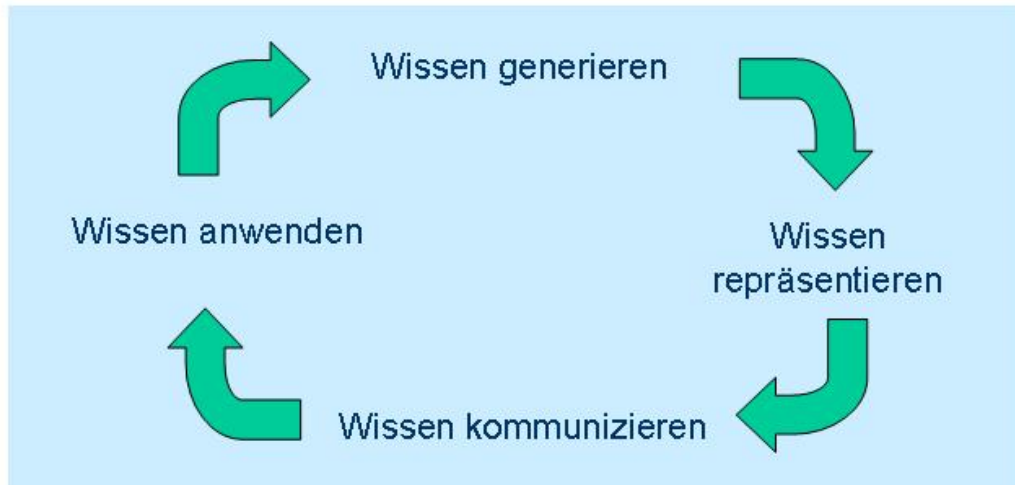 Wissen generieren
Wissen anwenden
Wissen
repräsentieren
Wissen kommunizieren